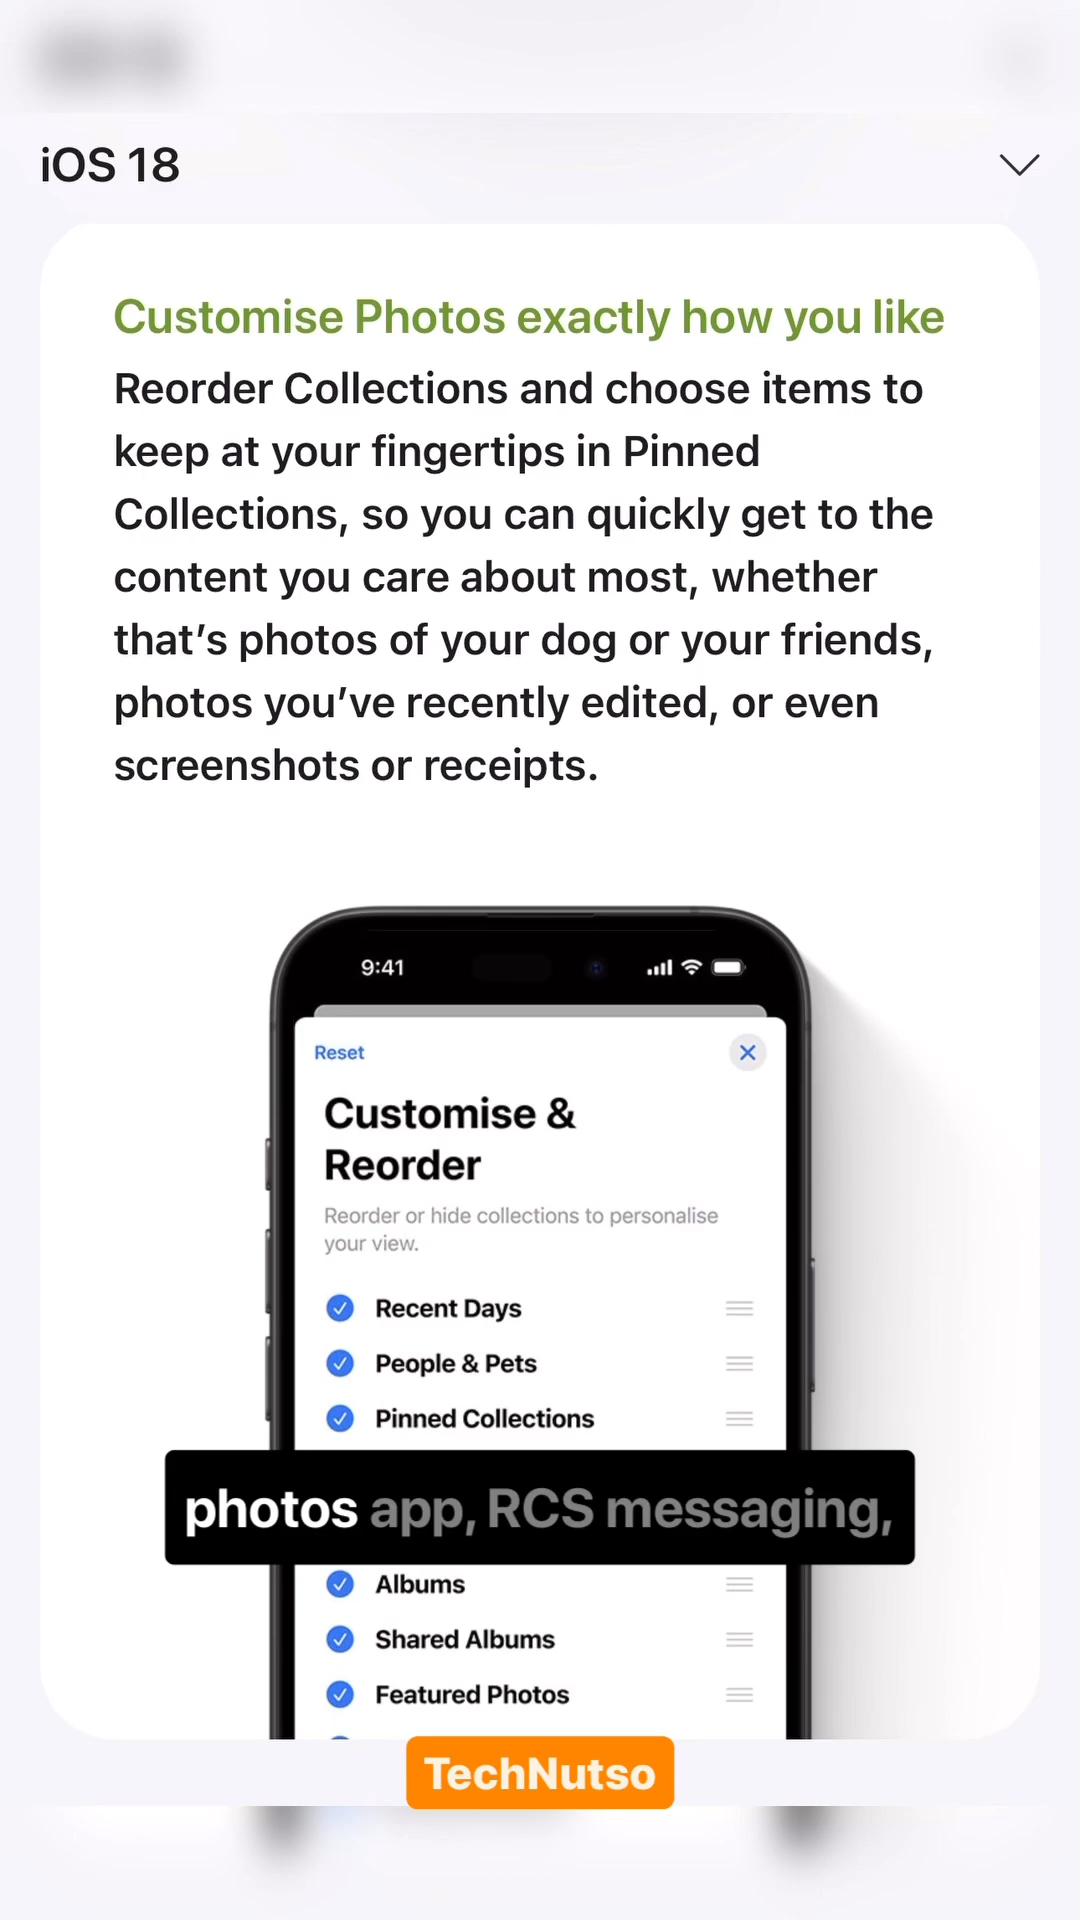 iOS 18
Customise Photos exactly how you like
Reorder Collections and choose items to
keep at your fingertips in Pinned
Collections, so you can quickly get to the
content you care about most, whether
that’s photos of your dog or your friends,
photos you’ve recently edited, or even
screenshots or receipts.
9:41
Reset
Customise &
Reorder
Reorder or hide collections to personalise
your view.
Recent Days
People & Pets
Pinned Collections
photos app, RCS messaging,
Albums
Shared Albums
Featured Photos
TechNutso